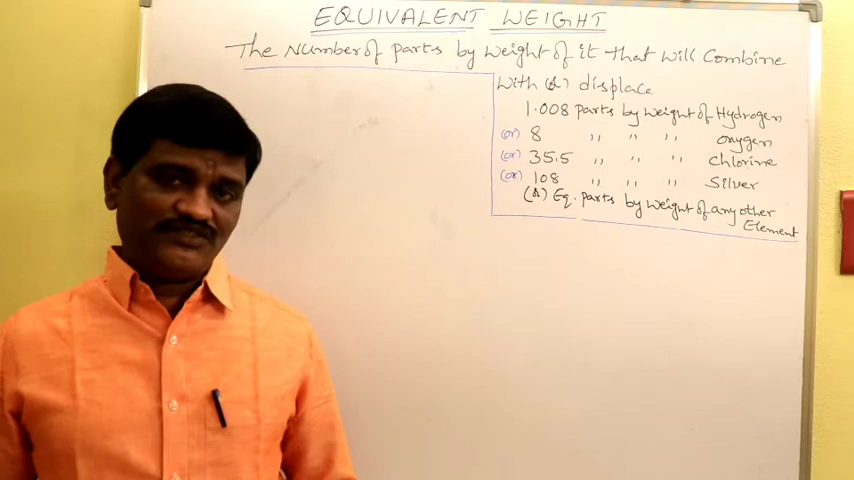 EQUIVALENT WEIGHT
The Number of parts by weight of it that will Combine
with (or) displace
1.008 parts by weight of Hydrogen
(or) 8 ,, ,, ,, oxygen
(or) 35.5 ,, ,, ,, chlorine
(or) 108 ,, ,, ,, Silver
(or) Eq. parts by weight of any other
Element